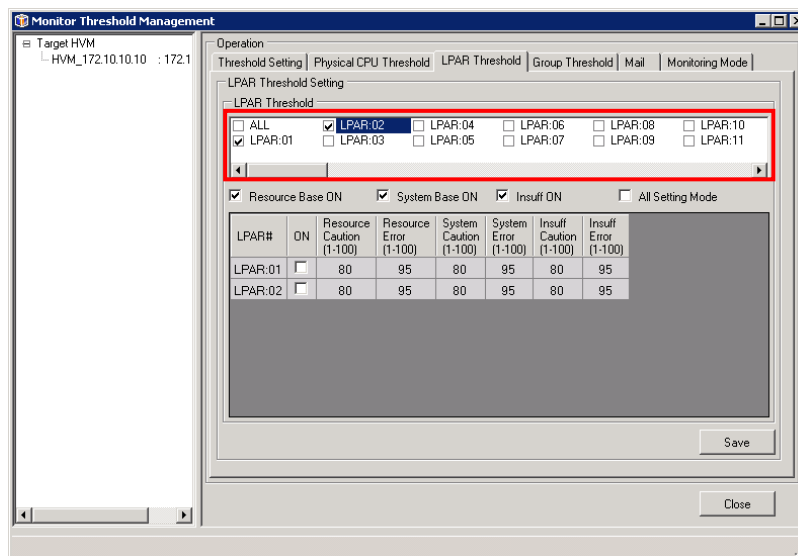 Monitor Threshold Management
Target HVM
HVM_172.10.10.10 : 172.1
Operation
Threshold Setting Physical CPU Threshold LPAR Threshold Group Threshold Mail Monitoring Mode
LPAR Threshold Setting
LPAR Threshold
ALL LPAR:02 LPAR:04 LPAR:06 LPAR:08 LPAR:10
LPAR:01 LPAR:03 LPAR:05 LPAR:07 LPAR:09 LPAR:11
Resource Base ON System Base ON Insuff ON All Setting Mode
LPAR# ON Resource Caution (1-100) Resource Error (1-100) System Caution (1-100) System Error (1-100) Insuff Caution (1-100) Insuff Error (1-100)
LPAR:01 80 95 80 95 80 95
LPAR:02 80 95 80 95 80 95
Save
Close